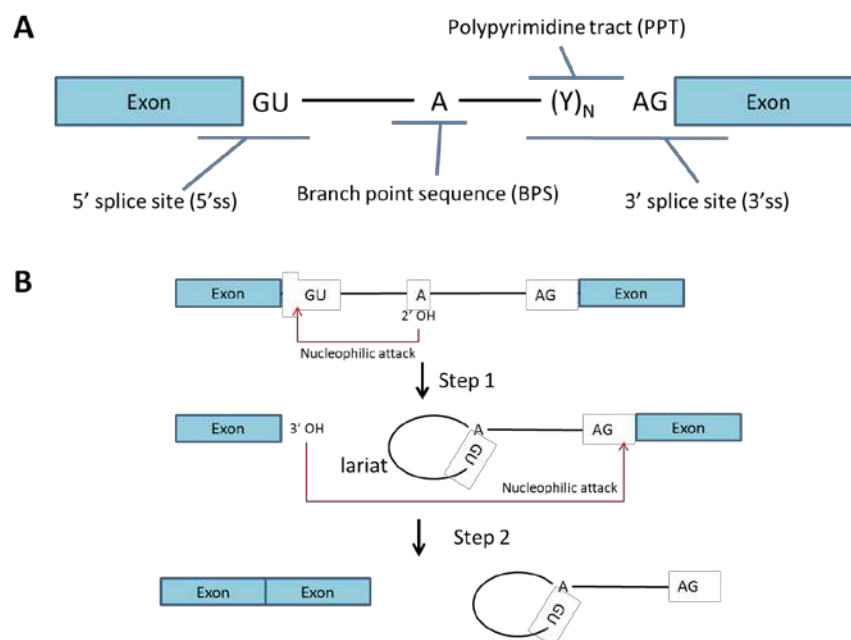 A
Polypyrimidine tract (PPT)
Exon GU A (Y)N AG Exon
5' splice site (5'ss)
Branch point sequence (BPS)
3' splice site (3'ss)
B
Exon GU A AG Exon
2' OH
Nucleophilic attack
Step 1
Exon 3' OH A AG Exon
GU
lariat
Nucleophilic attack
Step 2
Exon Exon A AG
GU